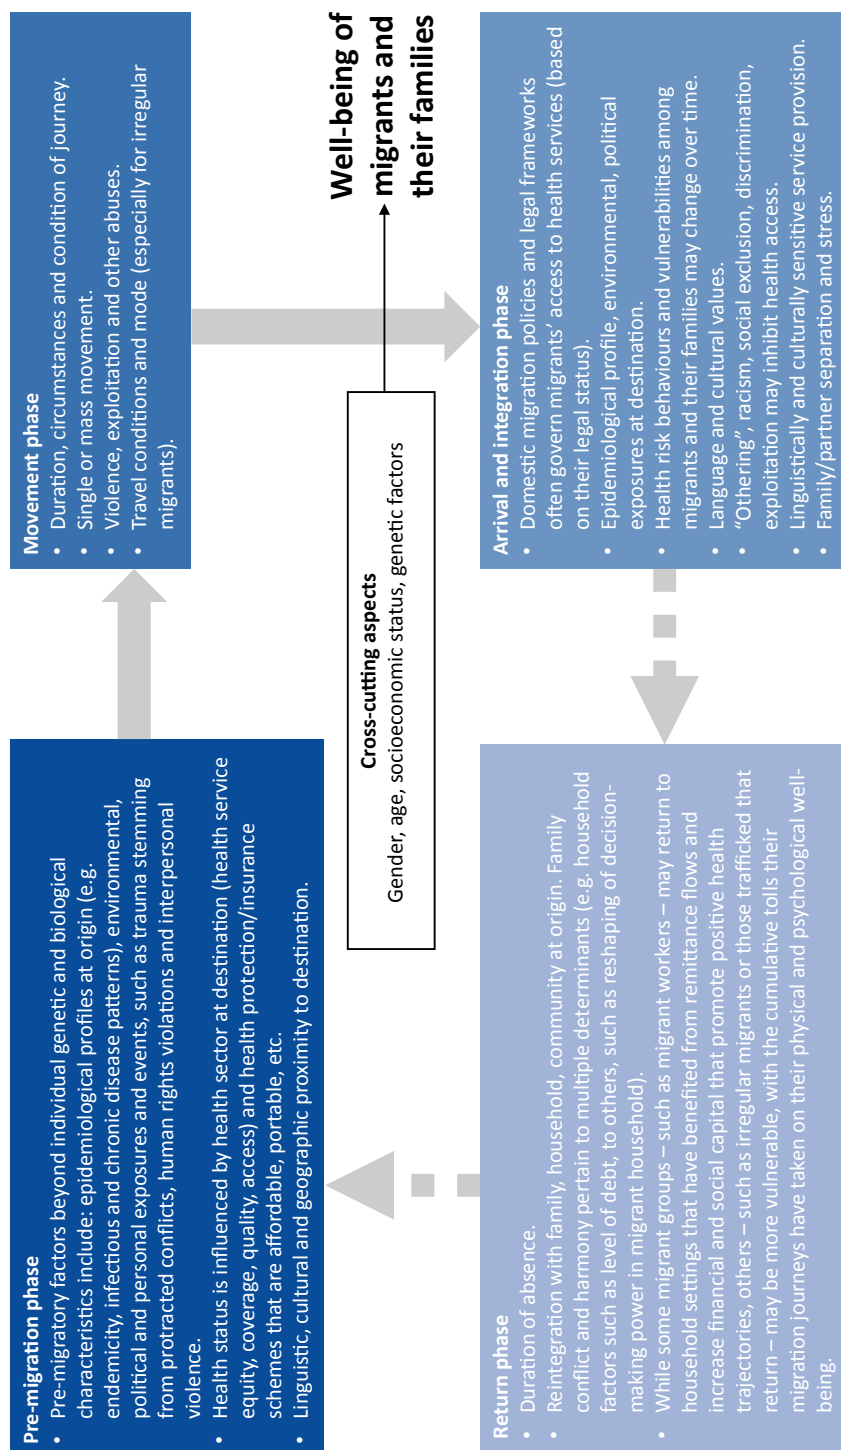 Pre-migration phase
• Pre-migratory factors beyond individual genetic and biological
characteristics include: epidemiological profiles at origin (e.g.
endemicity, infectious and chronic disease patterns), environmental,
political and personal exposures and events, such as trauma stemming
from protracted conflicts, human rights violations and interpersonal
violence.
• Health status is influenced by health sector at destination (health service
equity, coverage, quality, access) and health protection/insurance
schemes that are affordable, portable, etc.
• Linguistic, cultural and geographic proximity to destination.
Movement phase
• Duration, circumstances and condition of journey.
• Single or mass movement.
• Violence, exploitation and other abuses.
• Travel conditions and mode (especially for irregular
migrants).
Cross-cutting aspects
Gender, age, socioeconomic status, genetic factors
Well-being of
migrants and
their families
Return phase
• Duration of absence.
• Reintegration with family, household, community at origin. Family
conflict and harmony pertain to multiple determinants (e.g. household
factors such as level of debt, to others, such as reshaping of decision-
making power in migrant household).
• While some migrant groups – such as migrant workers – may return to
household settings that have benefited from remittance flows and
increase financial and social capital that promote positive health
trajectories, others – such as irregular migrants or those trafficked that
return – may be more vulnerable, with the cumulative tolls their
migration journeys have taken on their physical and psychological well-
being.
Arrival and integration phase
• Domestic migration policies and legal frameworks
often govern migrants’ access to health services (based
on their legal status).
• Epidemiological profile, environmental, political
exposures at destination.
• Health risk behaviours and vulnerabilities among
migrants and their families may change over time.
• Language and cultural values.
• “Othering”, racism, social exclusion, discrimination,
exploitation may inhibit health access.
• Linguistically and culturally sensitive service provision.
• Family/partner separation and stress.